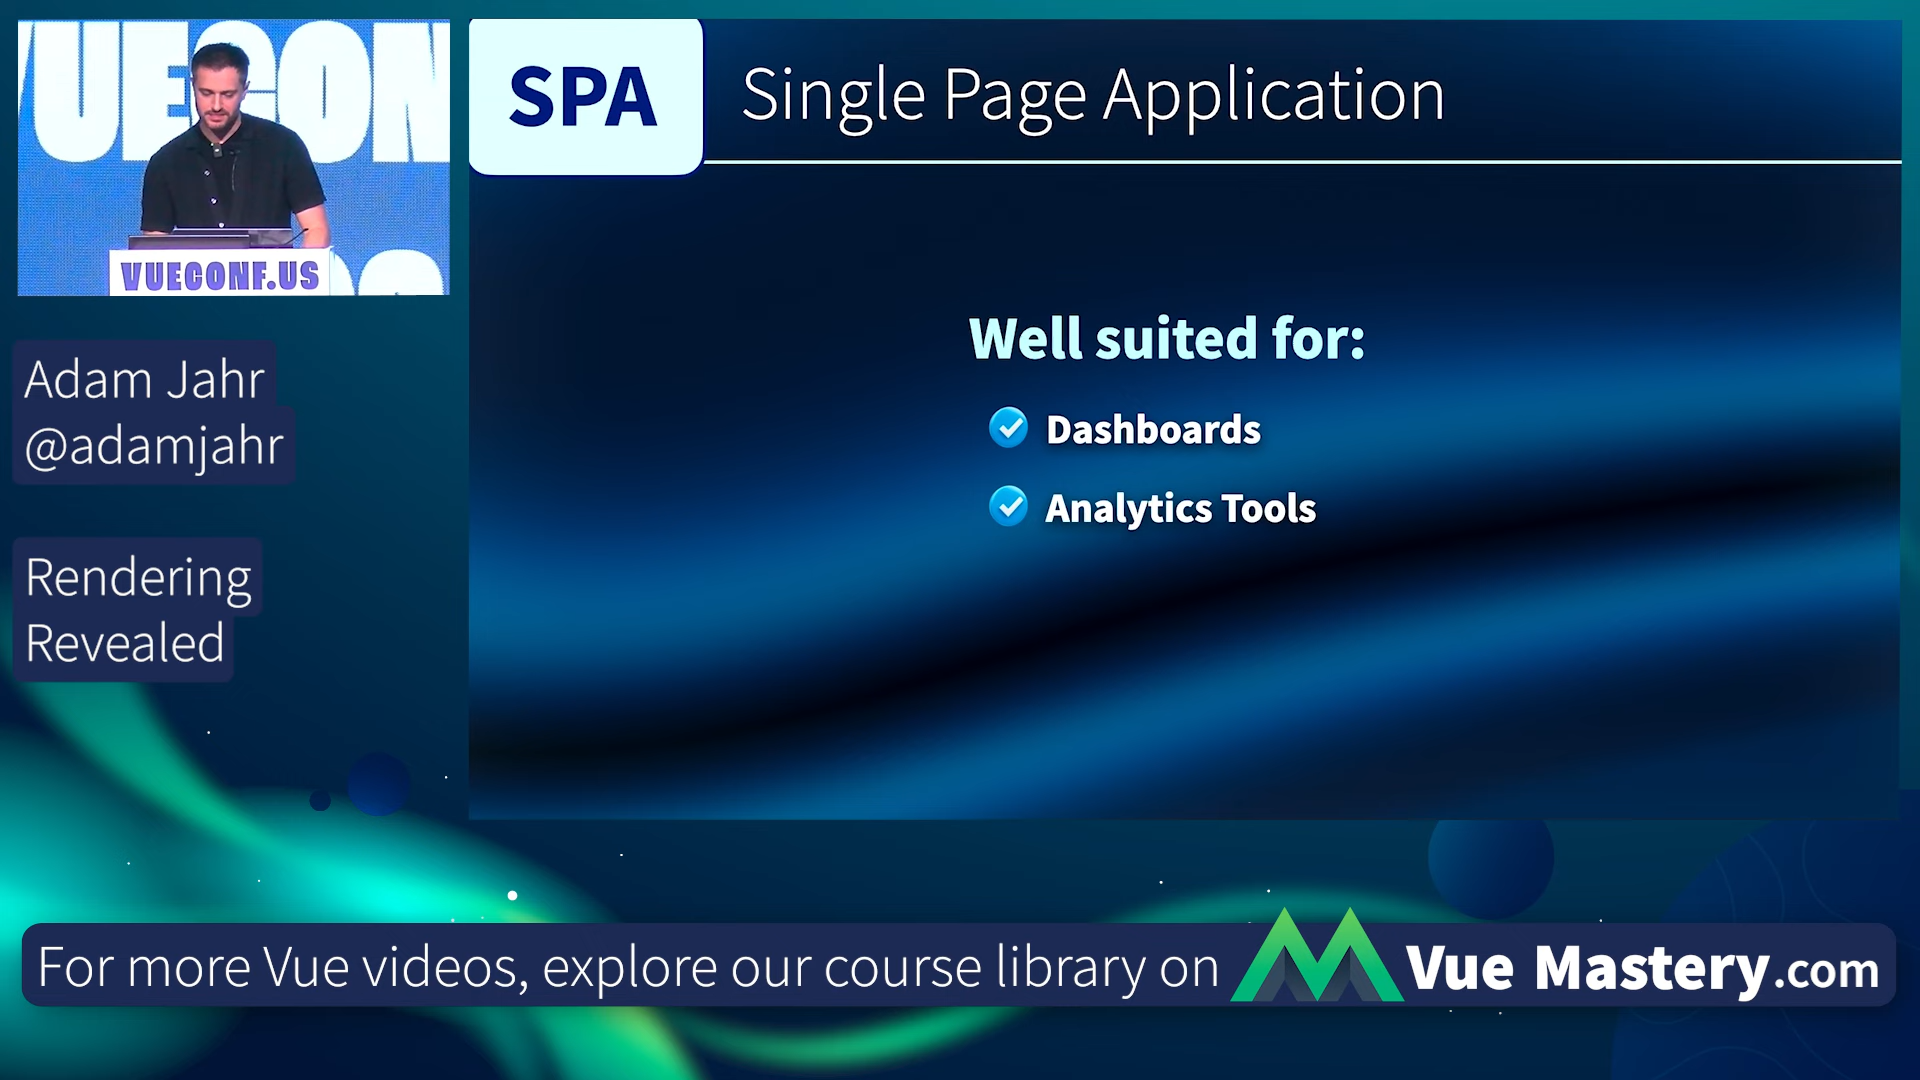 VUECON
VUECONF.US
Adam Jahr
@adamjahr
Rendering
Revealed
SPA
Single Page Application
Well suited for:
Dashboards
Analytics Tools
For more Vue videos, explore our course library on Vue Mastery.com